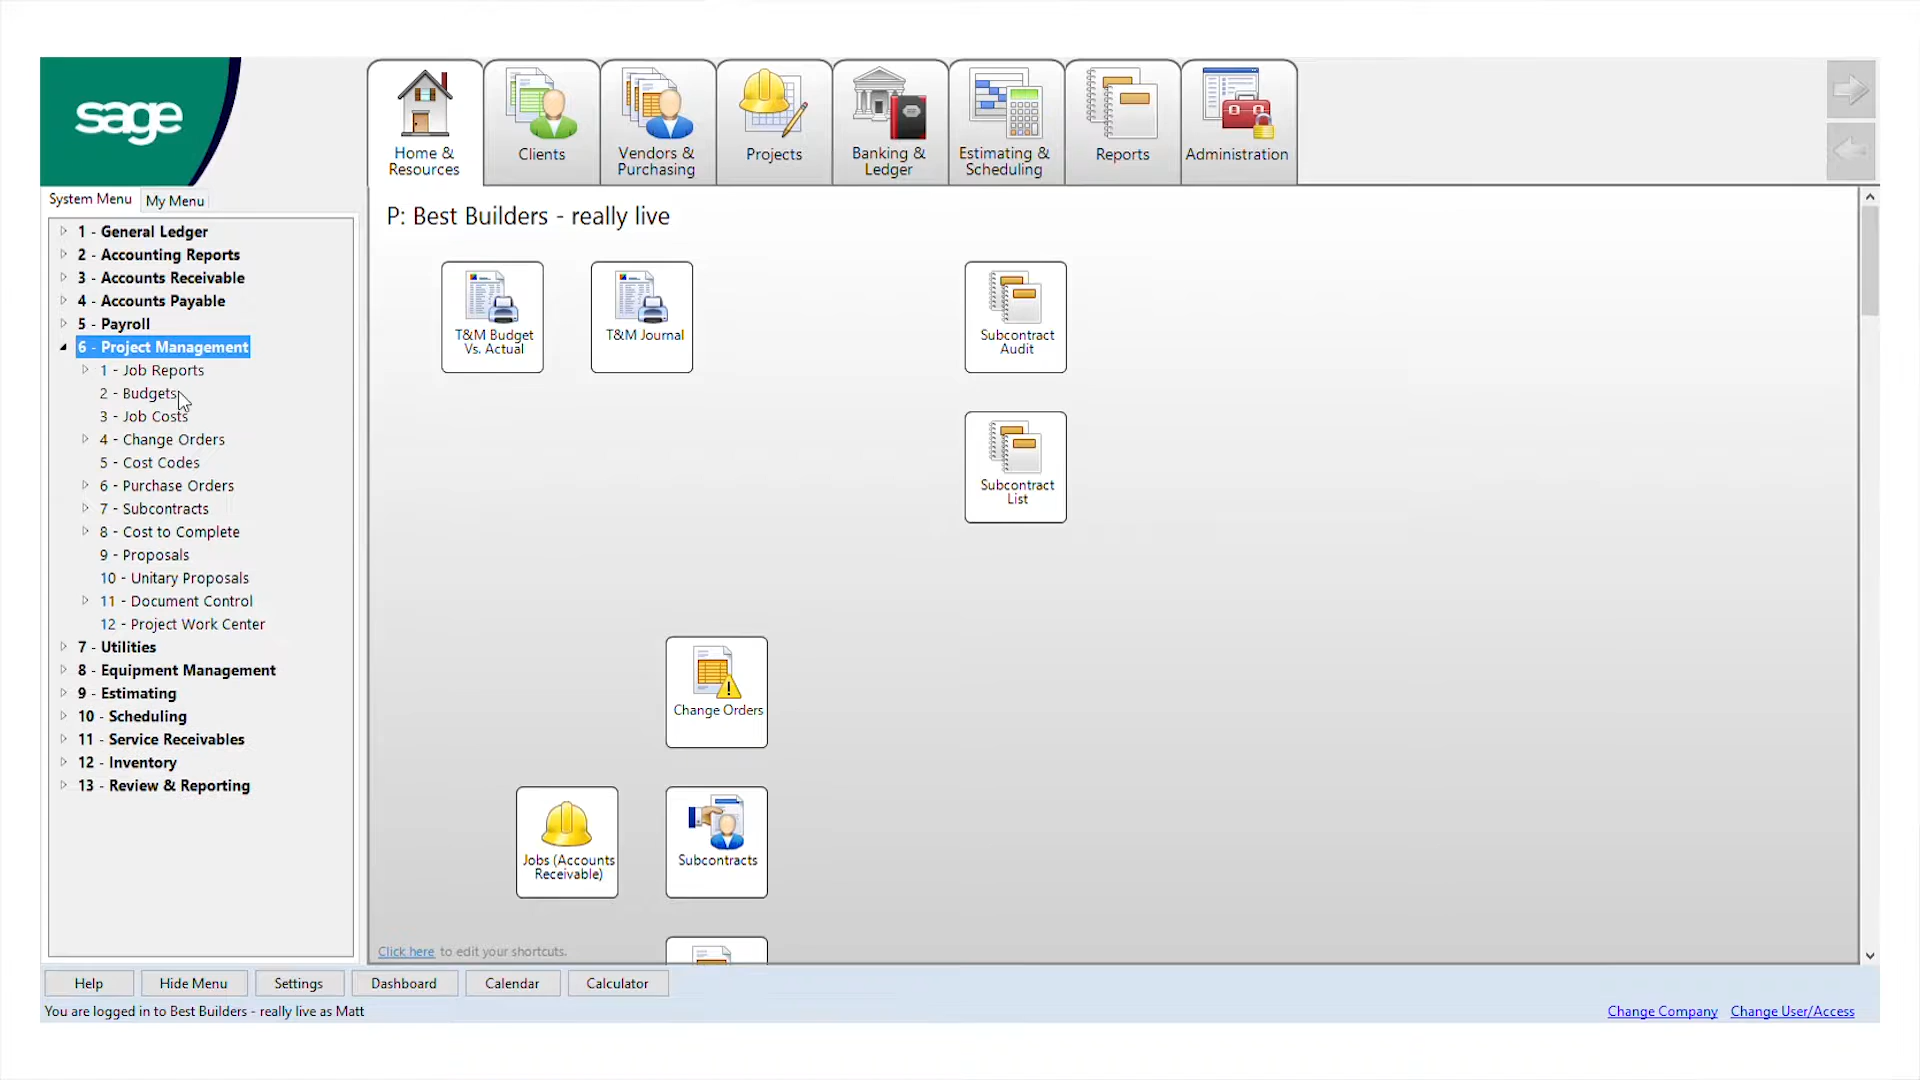 sage
Home &
Resources
Clients
Vendors &
Purchasing
Projects
Banking &
Ledger
Estimating &
Scheduling
Reports
Administration
System Menu
My Menu
1 - General Ledger
2 - Accounting Reports
3 - Accounts Receivable
4 - Accounts Payable
5 - Payroll
6 - Project Management
1 - Job Reports
2 - Budgets
3 - Job Costs
4 - Change Orders
5 - Cost Codes
6 - Purchase Orders
7 - Subcontracts
8 - Cost to Complete
9 - Proposals
10 - Unitary Proposals
11 - Document Control
12 - Project Work Center
7 - Utilities
8 - Equipment Management
9 - Estimating
10 - Scheduling
11 - Service Receivables
12 - Inventory
13 - Review & Reporting
P: Best Builders - really live
T&M Budget
Vs. Actual
T&M Journal
Subcontract
Audit
Subcontract
List
Change Orders
Jobs (Accounts
Receivable)
Subcontracts
Click here to edit your shortcuts.
Help
Hide Menu
Settings
Dashboard
Calendar
Calculator
You are logged in to Best Builders - really live as Matt
Change Company
Change User/Access